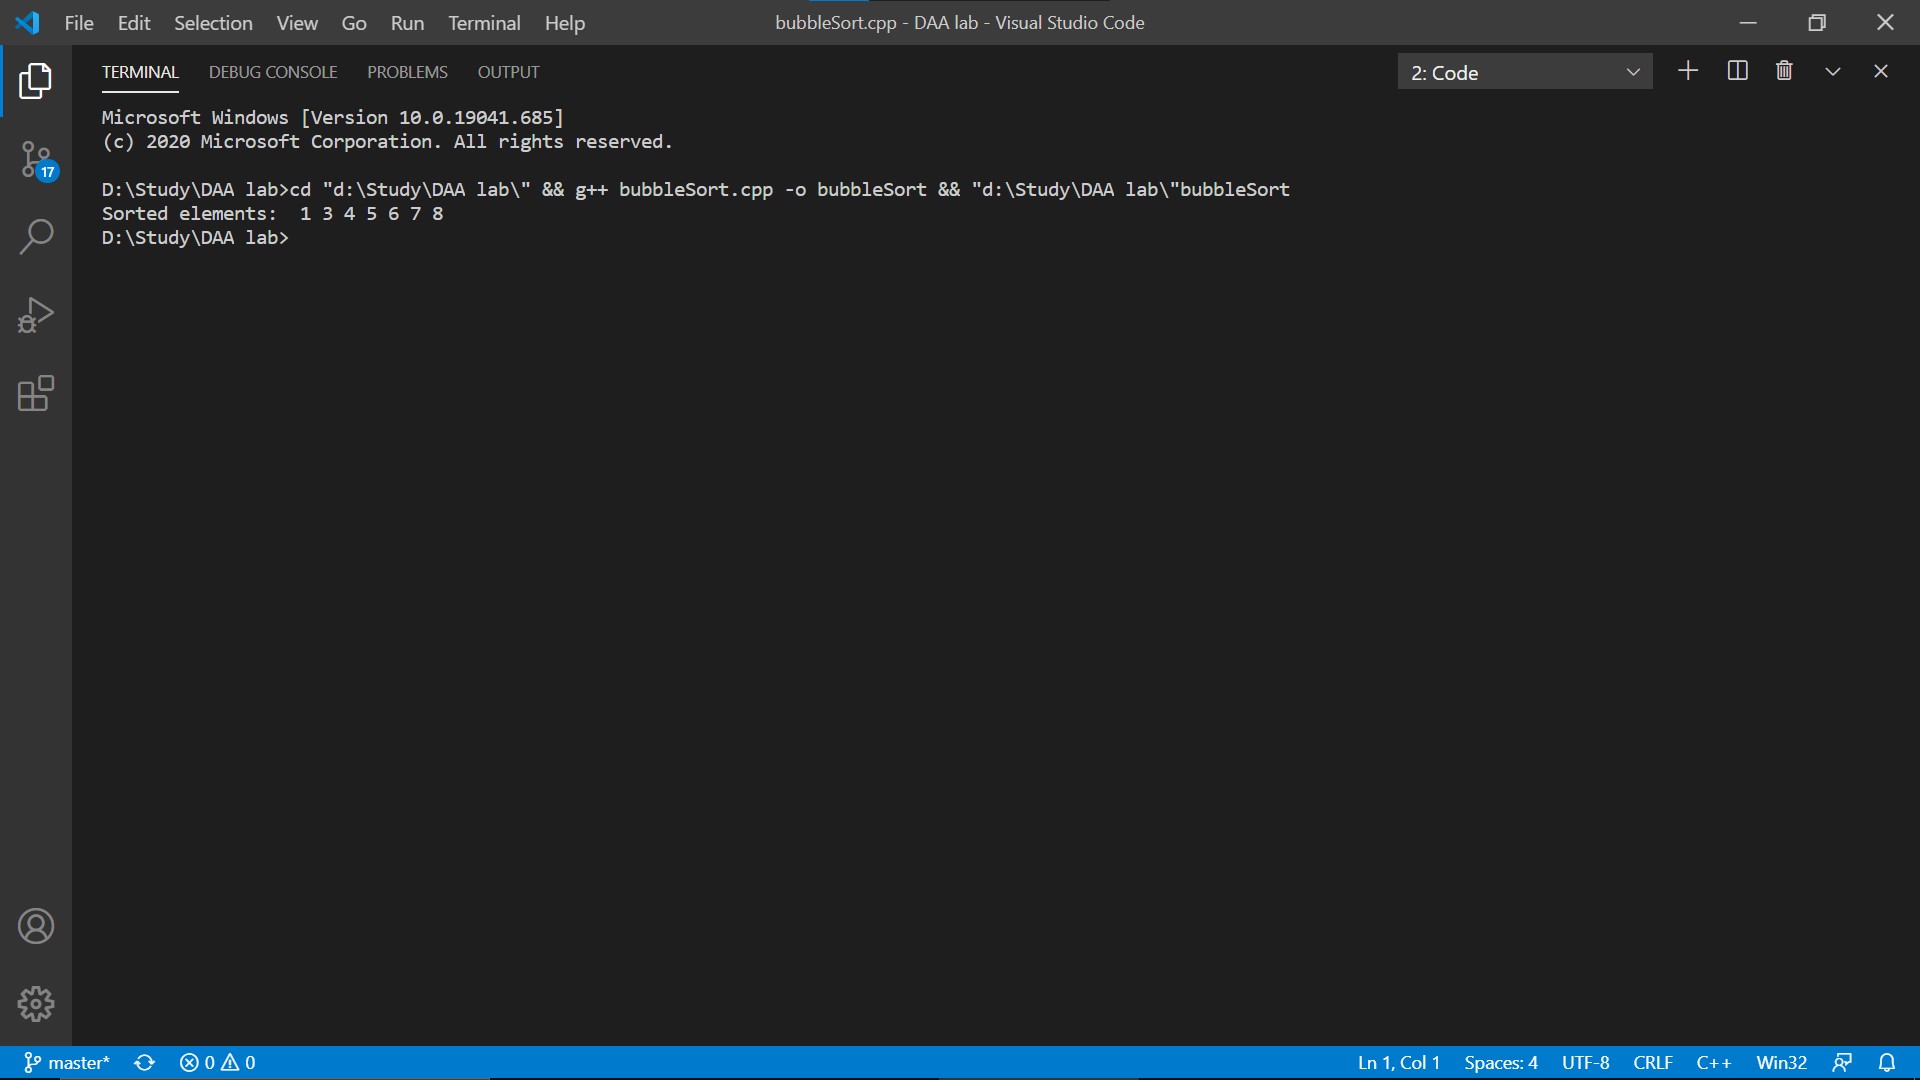 File Edit Selection View Go Run Terminal Help bubbleSort.cpp - DAA lab - Visual Studio Code
TERMINAL DEBUG CONSOLE PROBLEMS OUTPUT 2: Code
Microsoft Windows [Version 10.0.19041.685]
(c) 2020 Microsoft Corporation. All rights reserved.
D:\Study\DAA lab>cd "d:\Study\DAA lab\" && g++ bubbleSort.cpp -o bubbleSort && "d:\Study\DAA lab\"bubbleSort
Sorted elements:  1 3 4 5 6 7 8
D:\Study\DAA lab>
17
master* 0 0 Ln 1, Col 1 Spaces: 4 UTF-8 CRLF C++ Win32